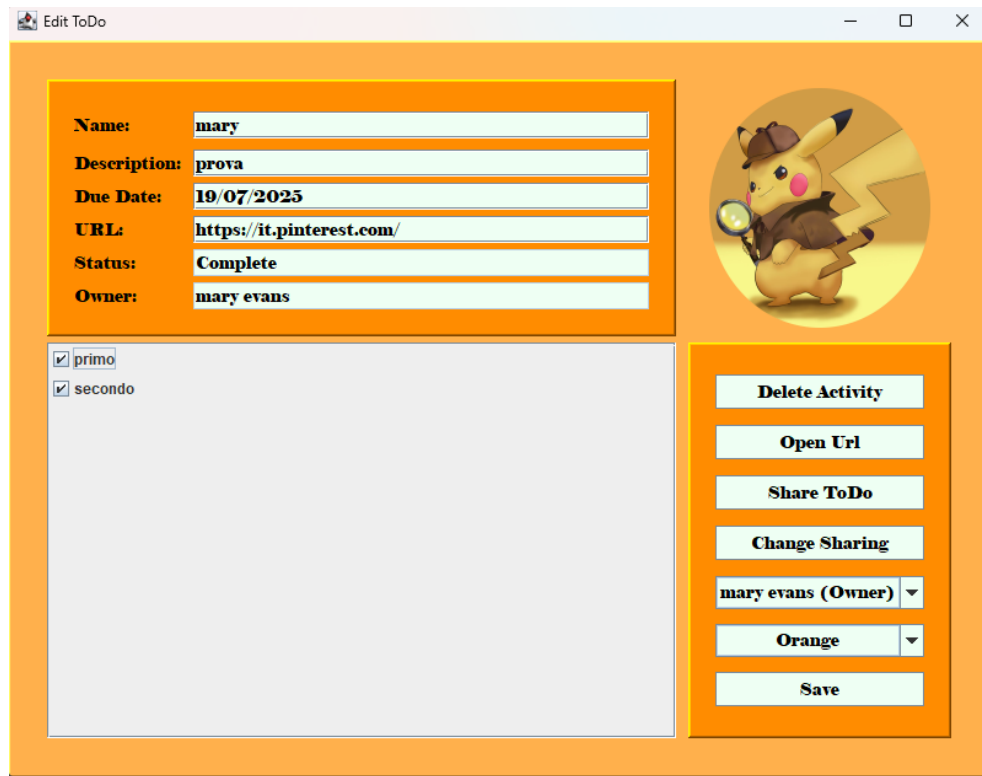 Edit ToDo
Name: mary
Description: prova
Due Date: 19/07/2025
URL: https://it.pinterest.com/
Status: Complete
Owner: mary evans
primo
secondo
Delete Activity
Open Url
Share ToDo
Change Sharing
mary evans (Owner)
Orange
Save